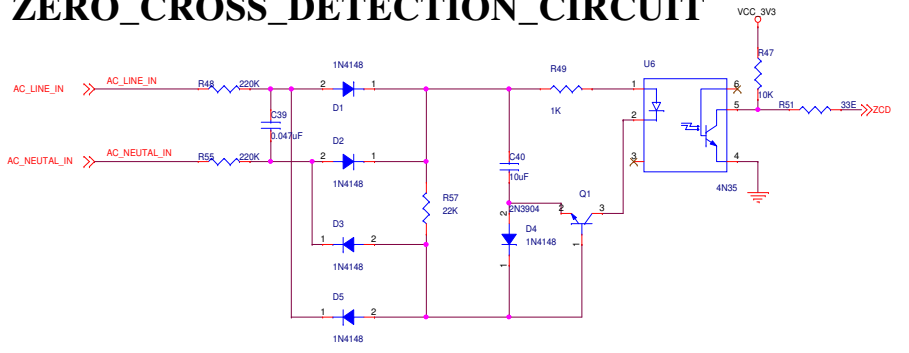 ZERO_CROSS_DETECTION_CIRCUIT
VCC_3V3
1N4148
R49
U6
R47
AC_LINE_IN
AC_LINE_IN
R48
220K
2
1
D1
1K
1
2
3
6
5
4
10K
R51
33E
ZCD
C39
0.047uF
D2
AC_NEUTAL_IN
AC_NEUTAL_IN
R55
220K
2
1
1N4148
C40
10uF
4N35
R57
22K
Q1
2N3904
2
3
1
D3
1
2
1N4148
2
D4
1N4148
1
D5
1
2
1N4148